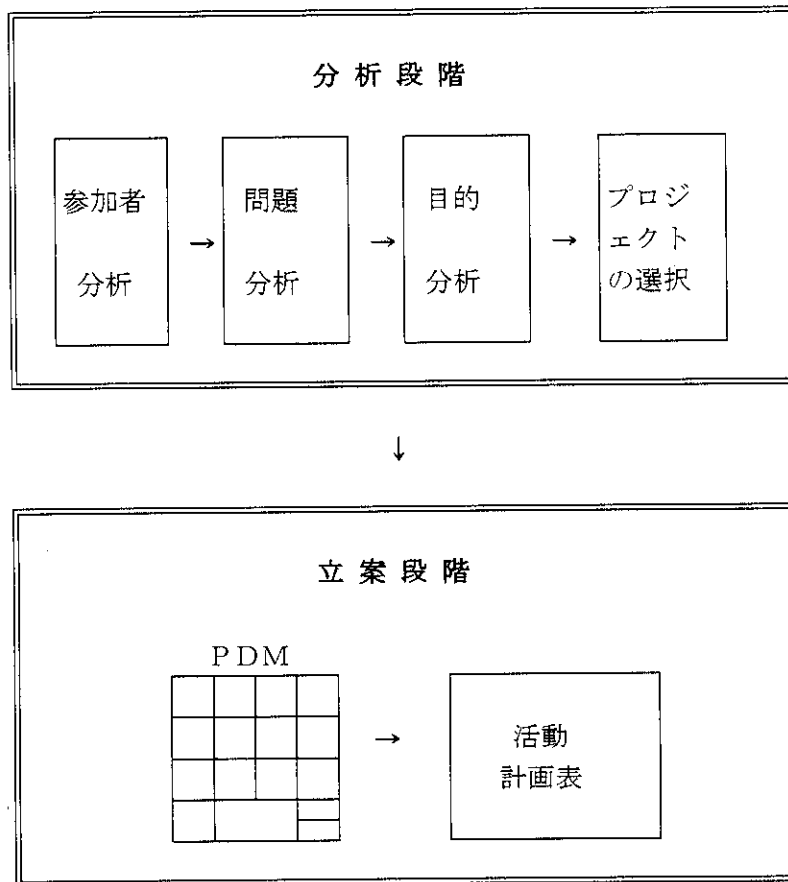 分析段階
参加者
分析
→
問題
分析
→
目的
分析
→
プロジ
ェクト
の選択
↓
立案段階
PDM
→
活動
計画表